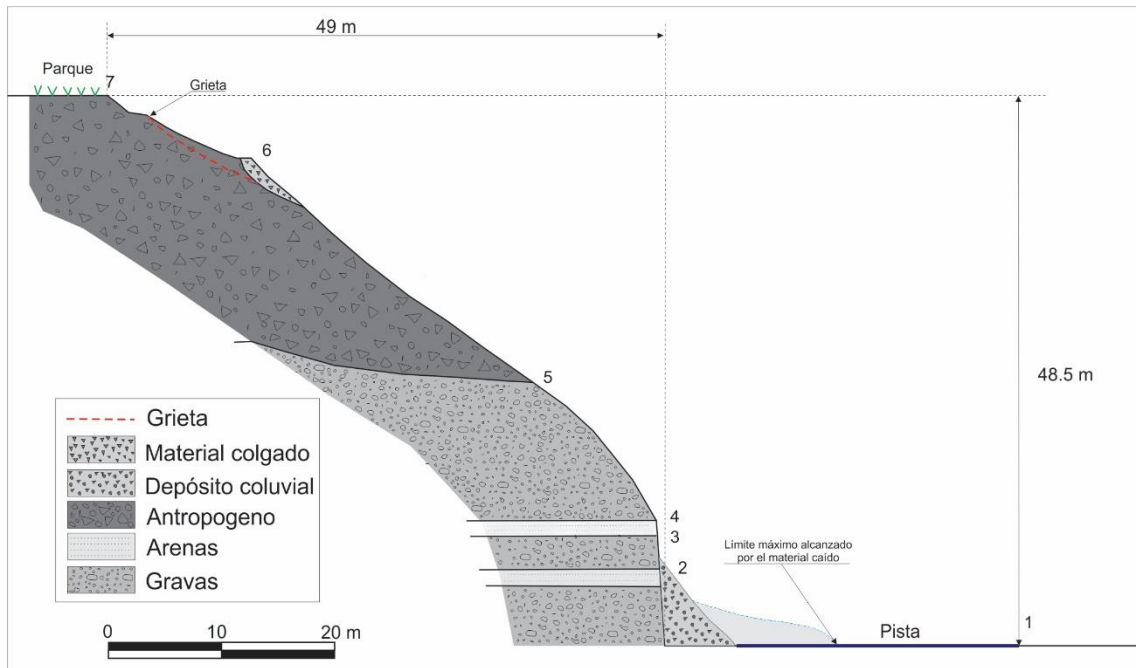 49 m
Parque
7
Grieta
6
5
48.5 m
4
3
2
Límite máximo alcanzado
por el material caído
Pista
1
Grieta
Material colgado
Depósito coluvial
Antropogeno
Arenas
Gravas
0 10 20 m